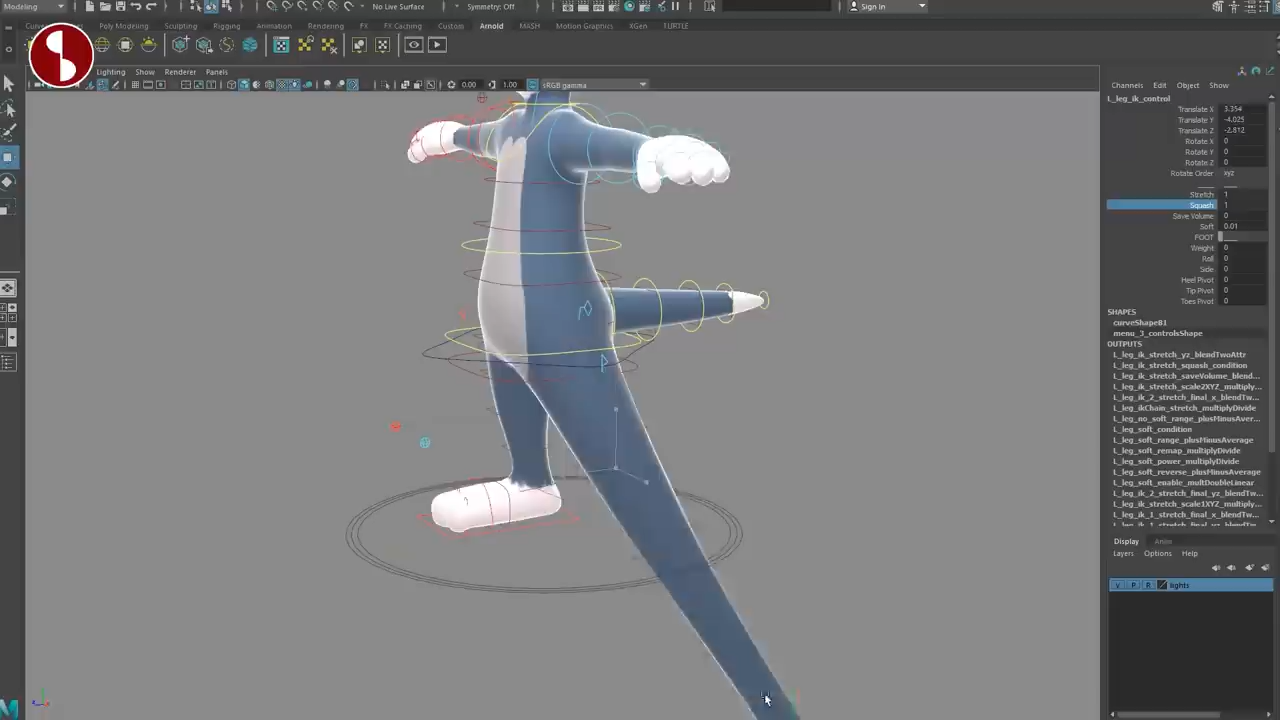 Modeling
No Live Surface
Symmetry: Off
Sign In
Poly Modeling
Sculpting
Rigging
Animation
Rendering
FX
FX Caching
Custom
Arnold
MASH
Motion Graphics
XGen
TURTLE
Lighting
Show
Renderer
Panels
0.00
1.00
sRGB gamma
Channels
Edit
Object
Show
L_leg_ik_control
Translate X 3.354
Translate Y -4.025
Translate Z -2.812
Rotate X 0
Rotate Y 0
Rotate Z 0
Rotate Order xyz
Stretch 1
Squash 1
Save Volume 0
Soft 0.01
FOOT
Weight 0
Roll 0
Side 0
Heel Pivot 0
Tip Pivot 0
Toes Pivot 0
SHAPES
curveShape81
menu_3_controlsShape
OUTPUTS
L_leg_ik_stretch_yz_blendTwoAttr
L_leg_ik_stretch_squash_condition
L_leg_ik_stretch_saveVolume_blend...
L_leg_ik_stretch_scale2XYZ_multiply...
L_leg_ik_2_stretch_final_x_blendTw...
L_leg_ikChain_stretch_multiplyDivide
L_leg_no_soft_range_plusMinusAver...
L_leg_soft_condition
L_leg_soft_range_plusMinusAverage
L_leg_soft_remap_multiplyDivide
L_leg_soft_power_multiplyDivide
L_leg_soft_reverse_plusMinusAverage
L_leg_soft_enable_multDoubleLinear
L_leg_ik_2_stretch_final_yz_blendTw...
L_leg_ik_stretch_scale1XYZ_multiply...
L_leg_ik_1_stretch_final_x_blendTw...
Display
Anim
Layers
Options
Help
V P R lights